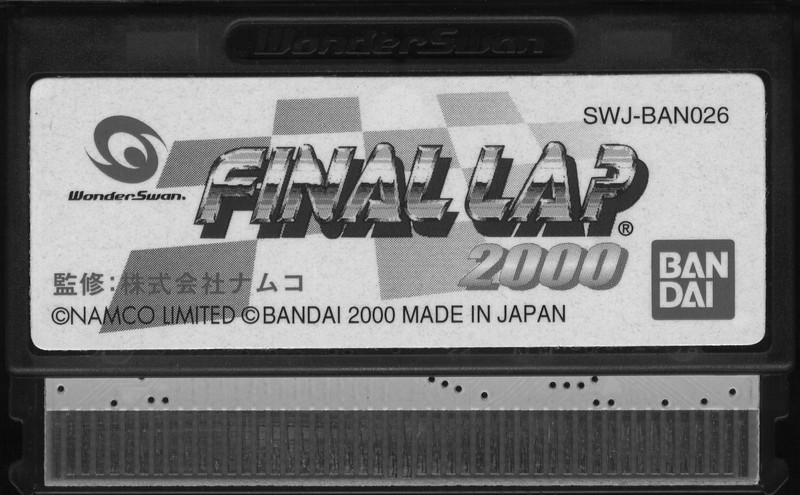 WonderSwan
SWJ-BAN026
WonderSwan.
FINAL LAP®
2000
監修:株式会社ナムコ
BAN
DAI
©NAMCO LIMITED ©BANDAI 2000 MADE IN JAPAN